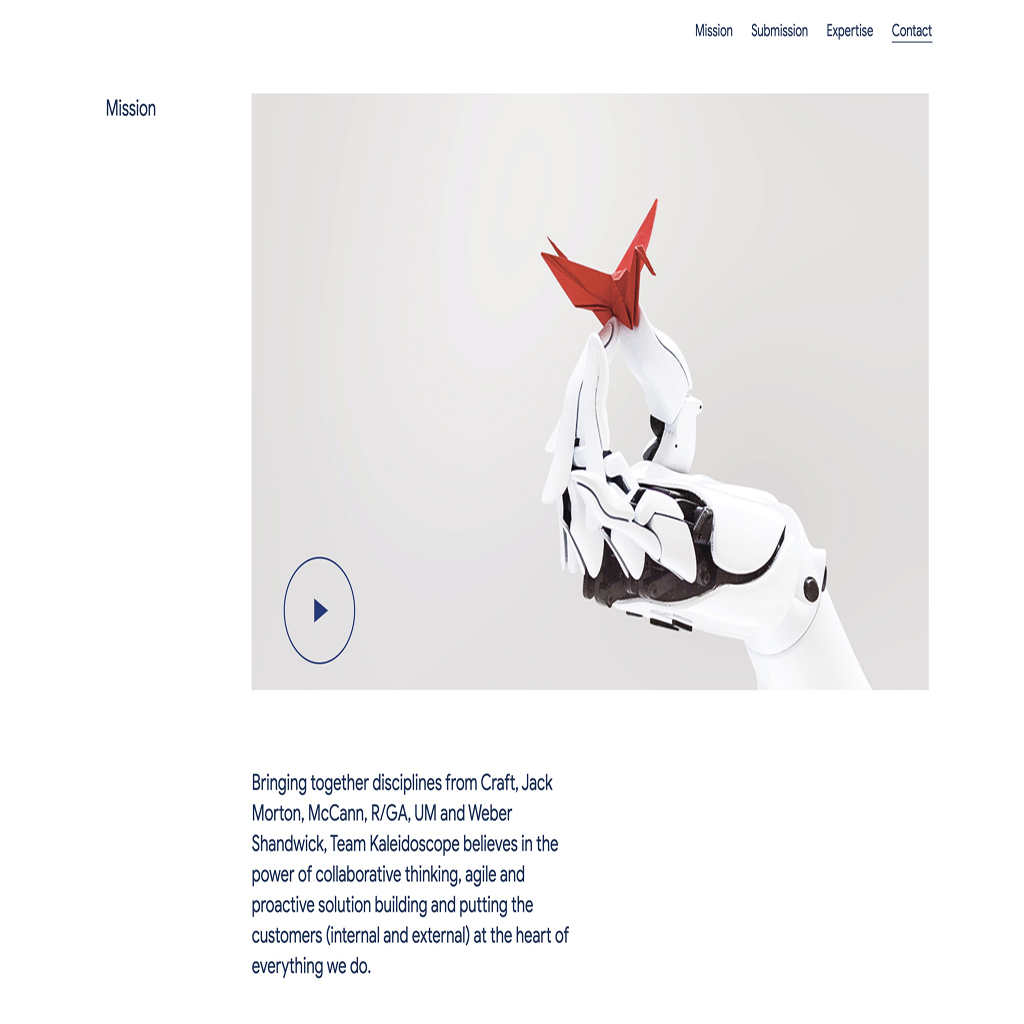 Mission Submission Expertise Contact
Mission
Bringing together disciplines from Craft, Jack
Morton, McCann, R/GA, UM and Weber
Shandwick, Team Kaleidoscope believes in the
power of collaborative thinking, agile and
proactive solution building and putting the
customers (internal and external) at the heart of
everything we do.